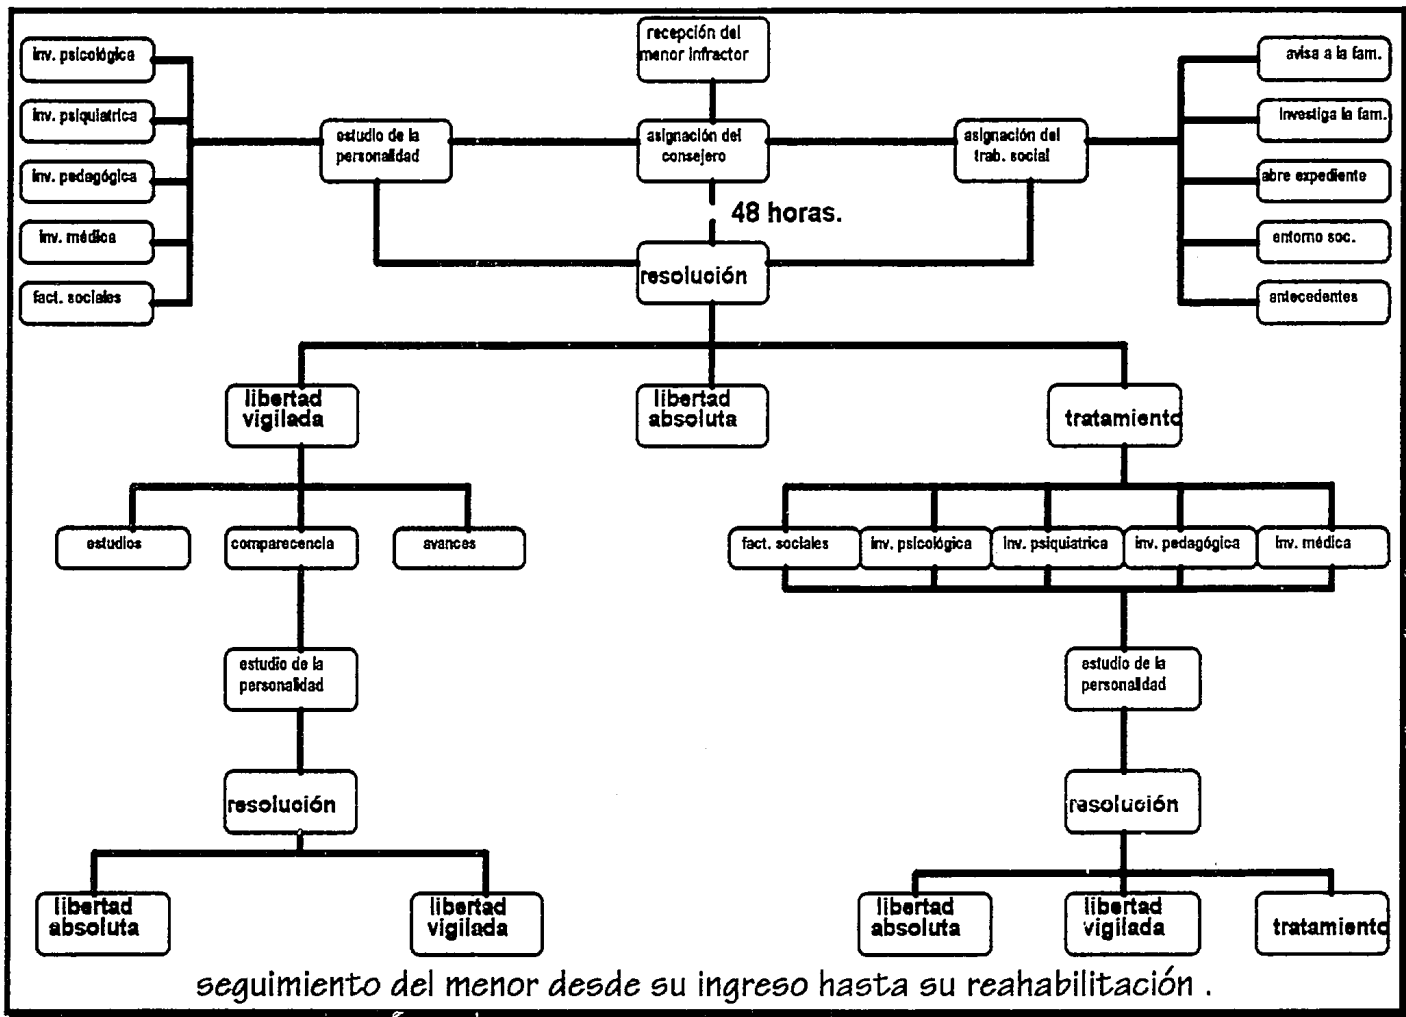 recepción del
menor infractor
inv. psicológica
inv. psiquiatrica
inv. pedagógica
inv. médica
fact. sociales
estudio de la
personalidad
asignación del
consejero
asignación del
trab. social
avisa a la fam.
investiga la fam.
abre expediente
entorno soc.
antecedentes
48 horas.
resolución
libertad
vigilada
libertad
absoluta
tratamiento
estudios
comparecencia
avances
fact. sociales
inv. psicológica
inv. psiquiatrica
inv. pedagógica
inv. médica
estudio de la
personalidad
estudio de la
personalidad
resolución
resolución
libertad
absoluta
libertad
vigilada
libertad
absoluta
libertad
vigilada
tratamiento
seguimiento del menor desde su ingreso hasta su reahabilitación .